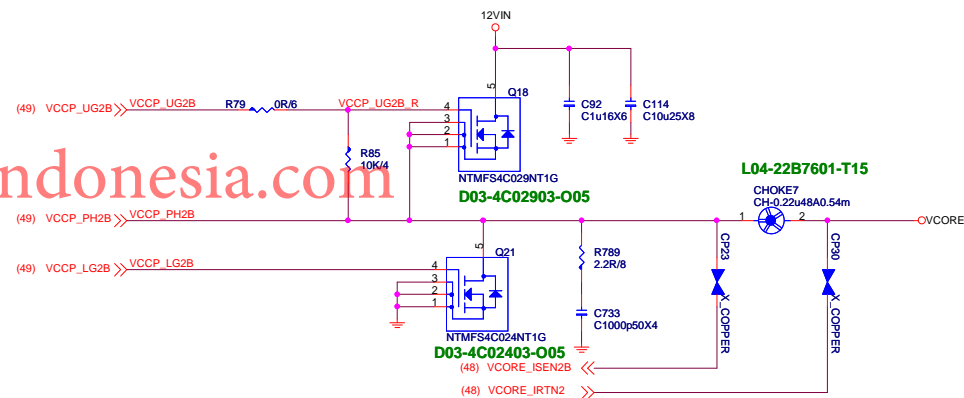 12VIN
5
Q18
C92
C1u16X6
C114
C10u25X8
(49) VCCP_UG2B
VCCP_UG2B
R79
0R/6
VCCP_UG2B_R
4
3
2
1
R85
10K/4
NTMFS4C029NT1G
D03-4C02903-O05
ndonesia.com
L04-22B7601-T15
CHOKE7
CH-0.22u48A0.54m
(49) VCCP_PH2B
VCCP_PH2B
1
2
VCORE
5
Q21
R789
2.2R/8
CP23
CP30
(49) VCCP_LG2B
VCCP_LG2B
4
3
2
1
X_COPPER
X_COPPER
C733
C1000p50X4
NTMFS4C024NT1G
D03-4C02403-O05
(48) VCORE_ISEN2B
(48) VCORE_IRTN2